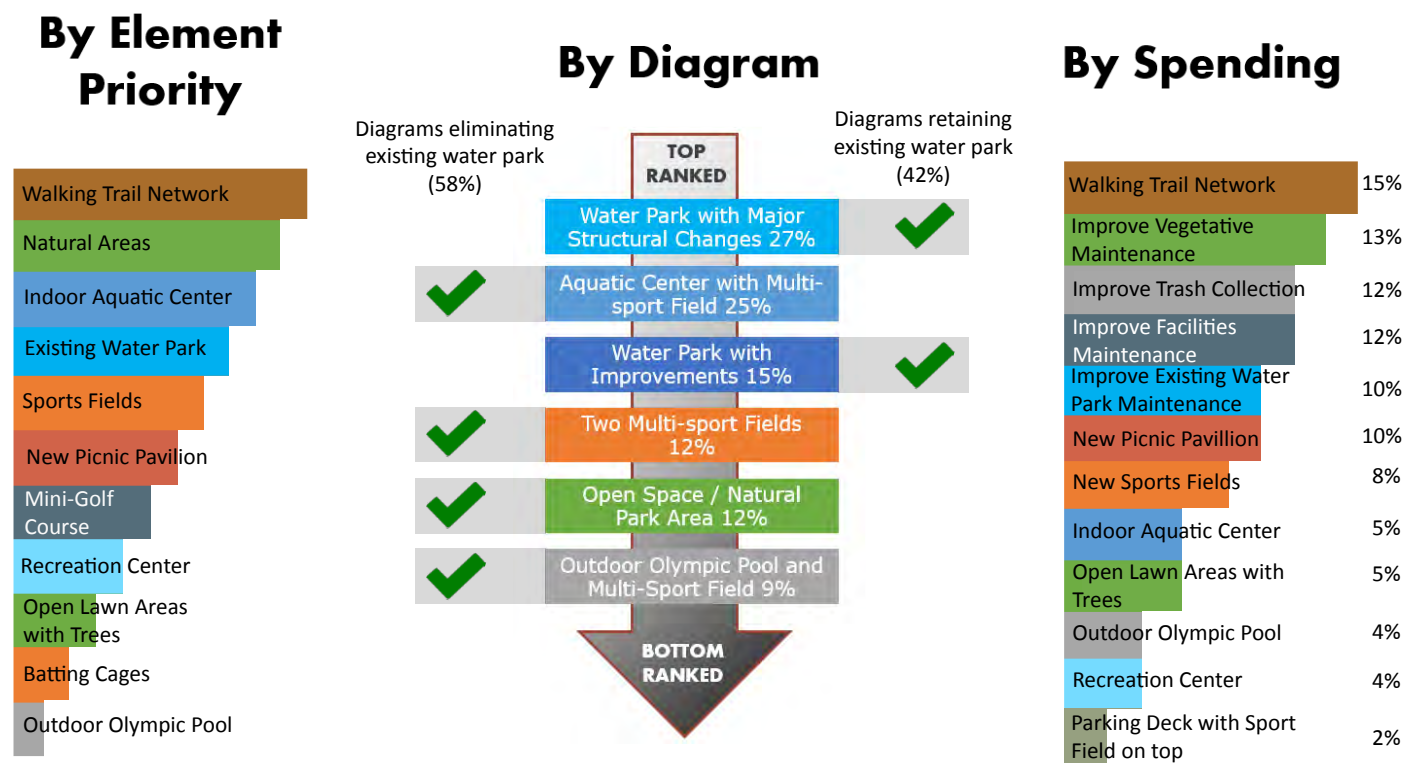 By Element
Priority
Walking Trail Network
Natural Areas
Indoor Aquatic Center
Existing Water Park
Sports Fields
New Picnic Pavilion
Mini-Golf
Course
Recreation Center
Open Lawn Areas
with Trees
Batting Cages
Outdoor Olympic Pool
By Diagram
Diagrams eliminating
existing water park
(58%)
Diagrams retaining
existing water park
(42%)
TOP
RANKED
Water Park with Major
Structural Changes 27%
Aquatic Center with Multi-
sport Field 25%
Water Park with
Improvements 15%
Two Multi-sport Fields
12%
Open Space / Natural
Park Area 12%
Outdoor Olympic Pool and
Multi-Sport Field 9%
BOTTOM
RANKED
By Spending
Walking Trail Network 15%
Improve Vegetative
Maintenance 13%
Improve Trash Collection 12%
Improve Facilities
Maintenance 12%
Improve Existing Water
Park Maintenance 10%
New Picnic Pavillion 10%
New Sports Fields 8%
Indoor Aquatic Center 5%
Open Lawn Areas with
Trees 5%
Outdoor Olympic Pool 4%
Recreation Center 4%
Parking Deck with Sport
Field on top 2%